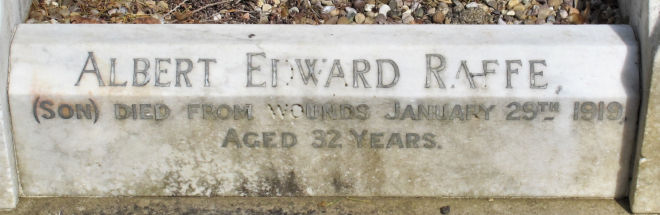 ALBERT EDWARD RAFFE,
(SON) DIED FROM WOUNDS JANUARY 29TH 1919,
AGED 32 YEARS.